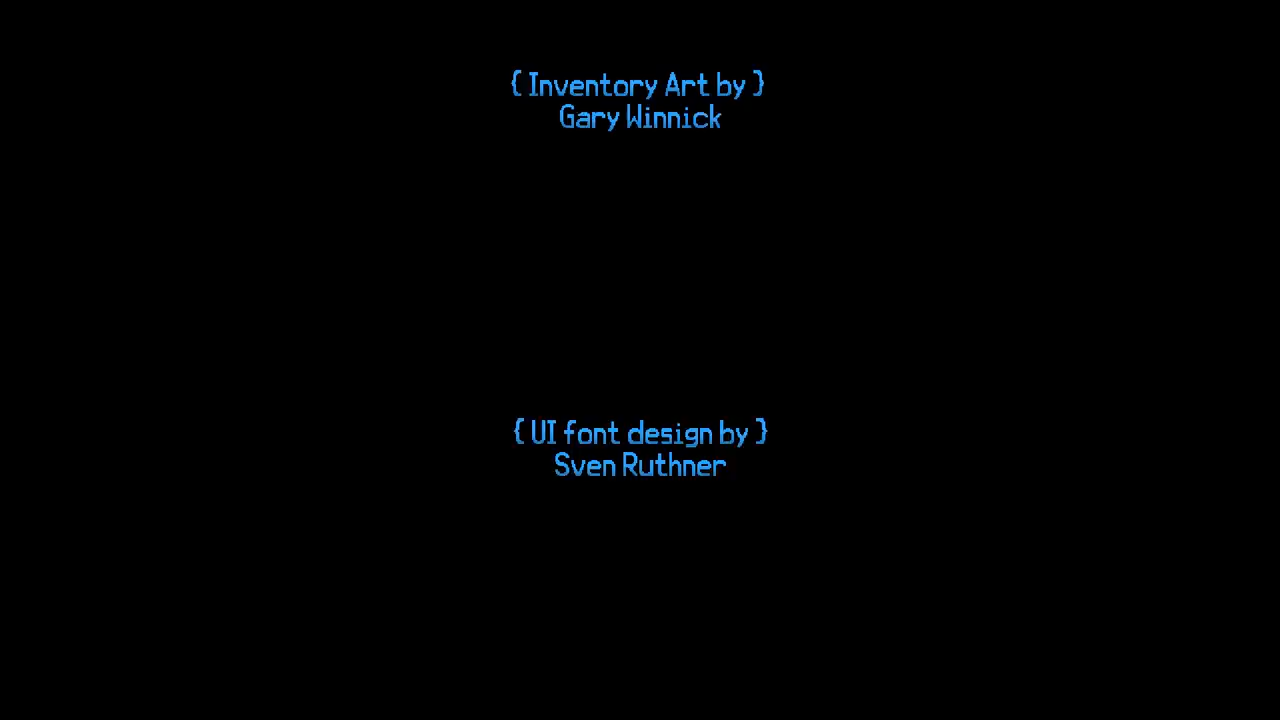 { Inventory Art by }
Gary Winnick
{ UI font design by }
Sven Ruthner